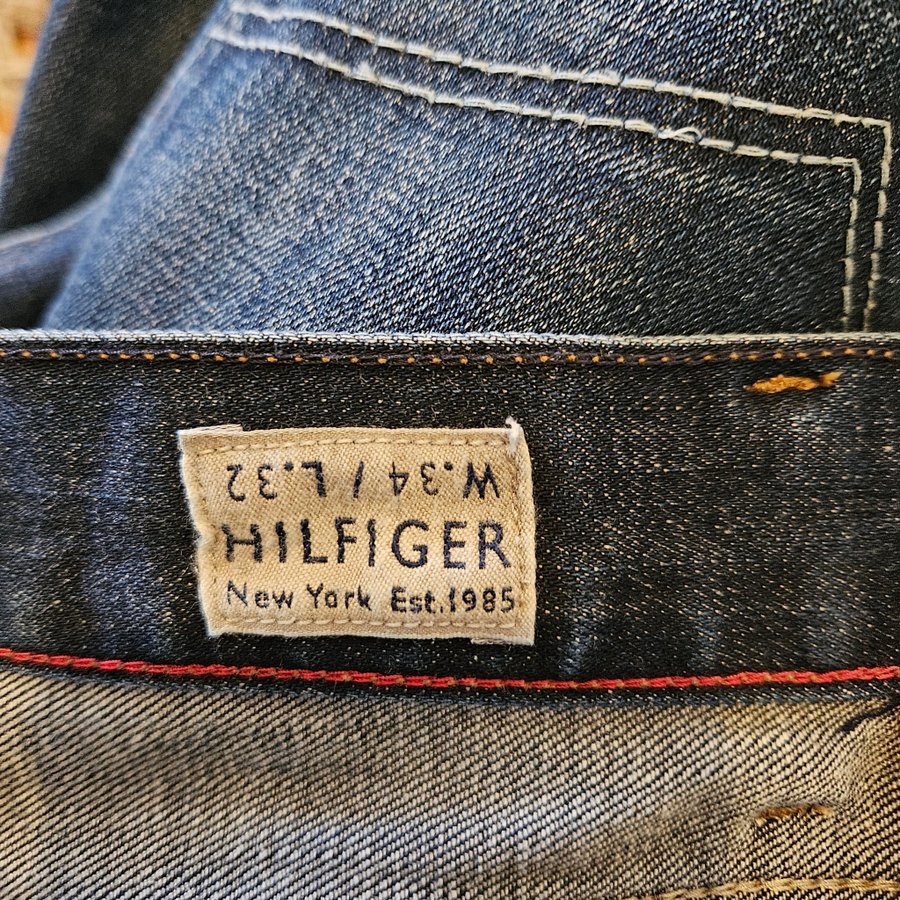 W.34 / L.32
HILFIGER
New York Est.1985